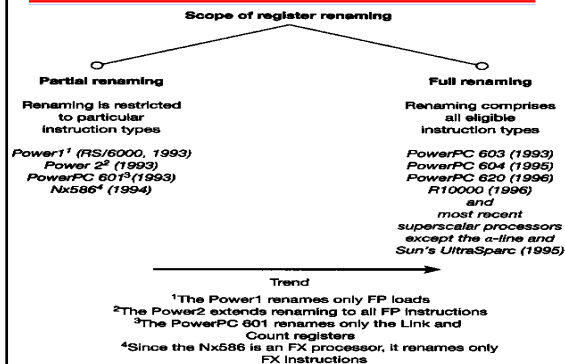 Scope of register renaming
Partial renaming
Renaming is restricted
to particular
instruction types
Power1¹ (RS/6000, 1993)
Power 2² (1993)
PowerPC 601³(1993)
Nx586⁴ (1994)
Full renaming
Renaming comprises
all eligible
instruction types
PowerPC 603 (1993)
PowerPC 604 (1995)
PowerPC 620 (1996)
R10000 (1996)
and
most recent
superscalar processors
except the α-line and
Sun's UltraSparc (1995)
Trend
¹The Power1 renames only FP loads
²The Power2 extends renaming to all FP instructions
³The PowerPC 601 renames only the Link and
Count registers
⁴Since the Nx586 is an FX processor, it renames only
FX instructions